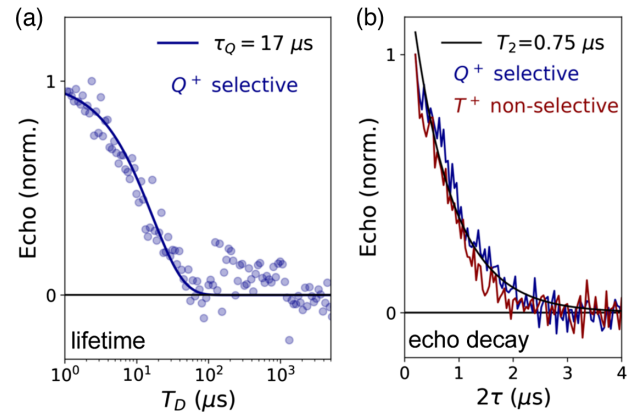 (a)
τ_Q = 17 μs
Q⁺ selective
1
0
Echo (norm.)
lifetime
10⁰ 10¹ 10² 10³
T_D (μs)
(b)
T₂=0.75 μs
Q⁺ selective
T⁺ non-selective
1
0
Echo (norm.)
echo decay
0 1 2 3 4
2τ (μs)